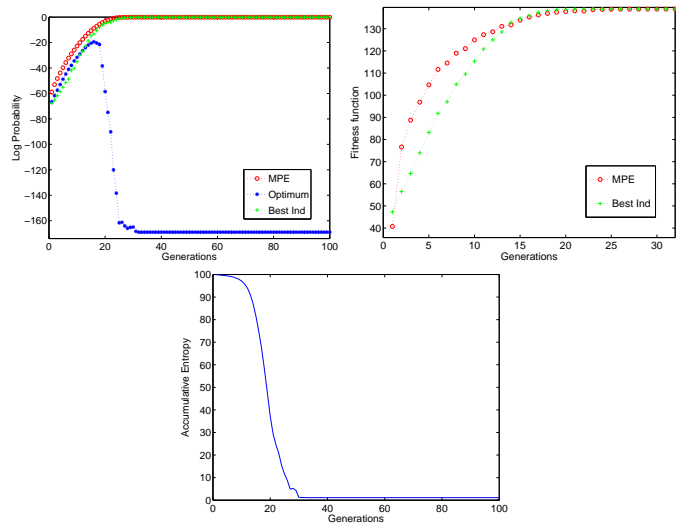 0
−20
−40
−60
−80
−100
−120
−140
−160
0 20 40 60 80 100
Log Probability
Generations
MPE
Optimum
Best Ind
130
120
110
100
90
80
70
60
50
40
0 5 10 15 20 25 30
Fitness function
Generations
MPE
Best Ind
100
90
80
70
60
50
40
30
20
10
0
0 20 40 60 80 100
Accumulative Entropy
Generations